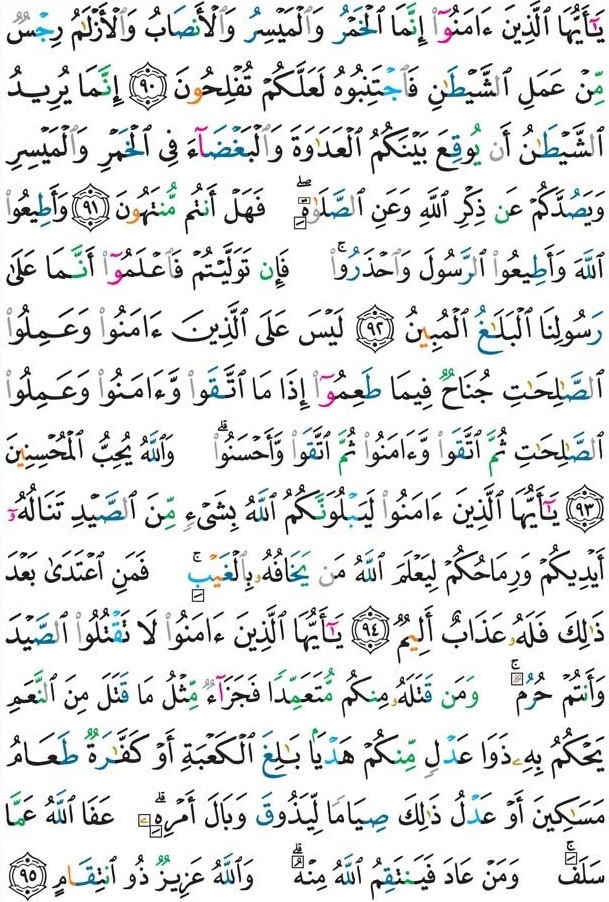 يَـٰٓأَيُّهَا ٱلَّذِينَ ءَامَنُوٓا۟ إِنَّمَا ٱلْخَمْرُ وَٱلْمَيْسِرُ وَٱلْأَنصَابُ وَٱلْأَزْلَـٰمُ رِجْسٌ
مِّنْ عَمَلِ ٱلشَّيْطَـٰنِ فَٱجْتَنِبُوهُ لَعَلَّكُمْ تُفْلِحُونَ ٩٠ إِنَّمَا يُرِيدُ
ٱلشَّيْطَـٰنُ أَن يُوقِعَ بَيْنَكُمُ ٱلْعَدَٰوَةَ وَٱلْبَغْضَآءَ فِى ٱلْخَمْرِ وَٱلْمَيْسِرِ
وَيَصُدَّكُمْ عَن ذِكْرِ ٱللَّهِ وَعَنِ ٱلصَّلَوٰةِ ۖ فَهَلْ أَنتُم مُّنتَهُونَ ٩١ وَأَطِيعُوا۟
ٱللَّهَ وَأَطِيعُوا۟ ٱلرَّسُولَ وَٱحْذَرُوا۟ ۚ فَإِن تَوَلَّيْتُمْ فَٱعْلَمُوٓا۟ أَنَّمَا عَلَىٰ
رَسُولِنَا ٱلْبَلَـٰغُ ٱلْمُبِينُ ٩٢ لَيْسَ عَلَى ٱلَّذِينَ ءَامَنُوا۟ وَعَمِلُوا۟
ٱلصَّـٰلِحَـٰتِ جُنَاحٌ فِيمَا طَعِمُوٓا۟ إِذَا مَا ٱتَّقَوا۟ وَّءَامَنُوا۟ وَعَمِلُوا۟
ٱلصَّـٰلِحَـٰتِ ثُمَّ ٱتَّقَوا۟ وَّءَامَنُوا۟ ثُمَّ ٱتَّقَوا۟ وَّأَحْسَنُوا۟ ۗ وَٱللَّهُ يُحِبُّ ٱلْمُحْسِنِينَ
٩٣ يَـٰٓأَيُّهَا ٱلَّذِينَ ءَامَنُوا۟ لَيَبْلُوَنَّكُمُ ٱللَّهُ بِشَىْءٍ مِّنَ ٱلصَّيْدِ تَنَالُهُۥٓ
أَيْدِيكُمْ وَرِمَاحُكُمْ لِيَعْلَمَ ٱللَّهُ مَن يَخَافُهُۥ بِٱلْغَيْبِ ۚ فَمَنِ ٱعْتَدَىٰ بَعْدَ
ذَٰلِكَ فَلَهُۥ عَذَابٌ أَلِيمٌ ٩٤ يَـٰٓأَيُّهَا ٱلَّذِينَ ءَامَنُوا۟ لَا تَقْتُلُوا۟ ٱلصَّيْدَ
وَأَنتُمْ حُرُمٌ ۚ وَمَن قَتَلَهُۥ مِنكُم مُّتَعَمِّدًا فَجَزَآءٌ مِّثْلُ مَا قَتَلَ مِنَ ٱلنَّعَمِ
يَحْكُمُ بِهِۦ ذَوَا عَدْلٍ مِّنكُمْ هَدْيًۢا بَـٰلِغَ ٱلْكَعْبَةِ أَوْ كَفَّـٰرَةٌ طَعَامُ
مَسَـٰكِينَ أَوْ عَدْلُ ذَٰلِكَ صِيَامًا لِّيَذُوقَ وَبَالَ أَمْرِهِۦ ۗ عَفَا ٱللَّهُ عَمَّا
سَلَفَ ۚ وَمَنْ عَادَ فَيَنتَقِمُ ٱللَّهُ مِنْهُ ۗ وَٱللَّهُ عَزِيزٌ ذُو ٱنتِقَامٍ ٩٥